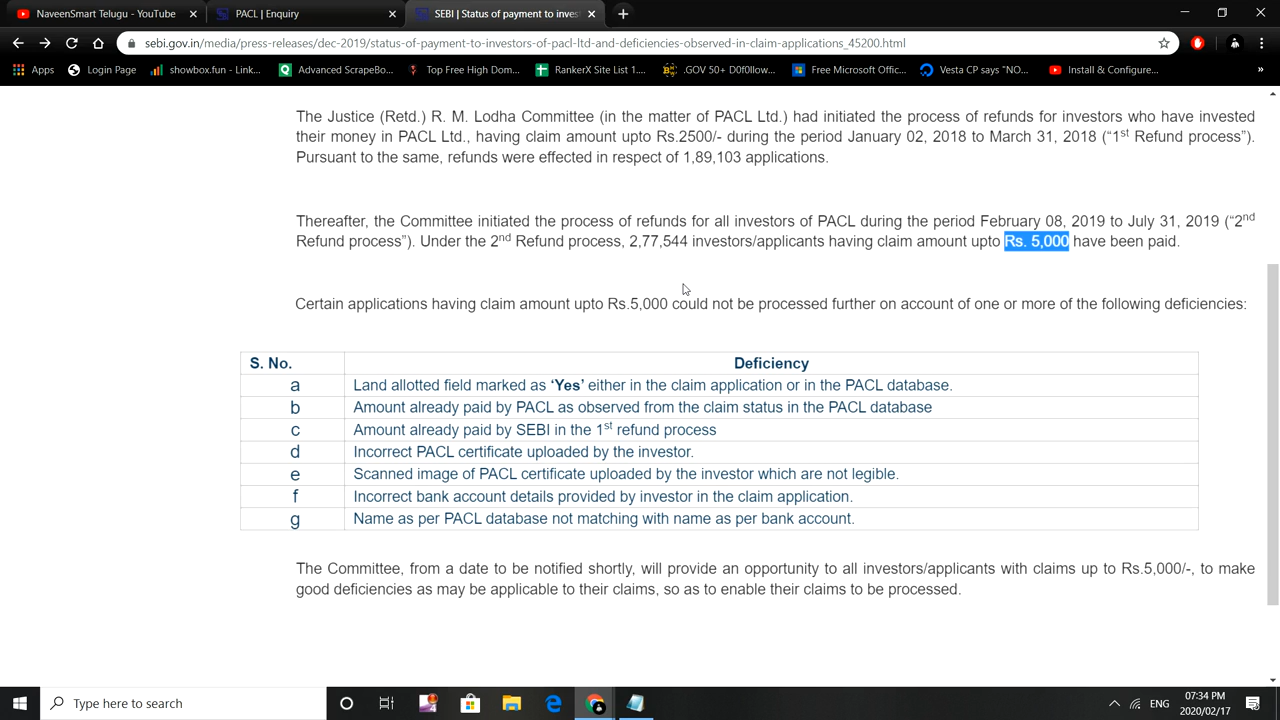 NaveenSmart Telugu - YouTube
PACL | Enquiry
SEBI | Status of payment to inves
sebi.gov.in/media/press-releases/dec-2019/status-of-payment-to-investors-of-pacl-ltd-and-deficiencies-observed-in-claim-applications_45200.html
Apps Login Page showbox.fun - Link... Advanced ScrapeBo... Top Free High Dom... RankerX Site List 1.... .GOV 50+ D0f0llow... Free Microsoft Offic... Vesta CP says "NO... Install & Configure... »
The Justice (Retd.) R. M. Lodha Committee (in the matter of PACL Ltd.) had initiated the process of refunds for investors who have invested
their money in PACL Ltd., having claim amount upto Rs.2500/- during the period January 02, 2018 to March 31, 2018 (“1st Refund process”).
Pursuant to the same, refunds were effected in respect of 1,89,103 applications.
Thereafter, the Committee initiated the process of refunds for all investors of PACL during the period February 08, 2019 to July 31, 2019 (“2nd
Refund process”). Under the 2nd Refund process, 2,77,544 investors/applicants having claim amount upto Rs. 5,000 have been paid.
Certain applications having claim amount upto Rs.5,000 could not be processed further on account of one or more of the following deficiencies:
S. No. Deficiency
a Land allotted field marked as ‘Yes’ either in the claim application or in the PACL database.
b Amount already paid by PACL as observed from the claim status in the PACL database
c Amount already paid by SEBI in the 1st refund process
d Incorrect PACL certificate uploaded by the investor.
e Scanned image of PACL certificate uploaded by the investor which are not legible.
f Incorrect bank account details provided by investor in the claim application.
g Name as per PACL database not matching with name as per bank account.
The Committee, from a date to be notified shortly, will provide an opportunity to all investors/applicants with claims up to Rs.5,000/-, to make
good deficiencies as may be applicable to their claims, so as to enable their claims to be processed.
Type here to search
ENG
07:34 PM
2020/02/17